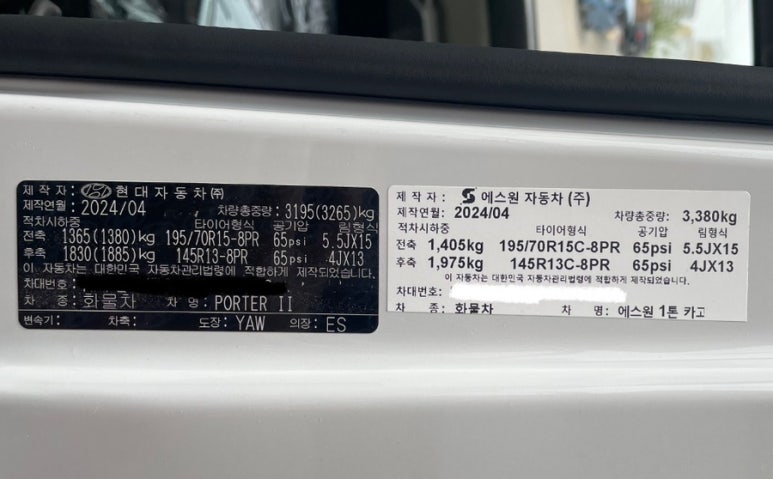 제 작 자: 현대자동차(주)
제작연월: 2024/04 , 차량총중량: 3195(3265)kg
적차시하중 타이어형식 공기압 림형식
전축 1365(1380)kg 195/70R15-8PR 65psi 5.5JX15
후축 1830(1885)kg 145R13-8PR 65psi 4JX13
이 자동차는 대한민국 자동차관리법령에 적합하게 제작되었습니다.
차대번호:
차 종: 화물차 차 명: PORTER II
변속기: 차축: 도장: YAW 의장: ES
제 작 자: 에스원 자동차 (주)
제작연월: 2024/04 차량총중량: 3,380kg
적차시하중 타이어형식 공기압 림형식
전축 1,405kg 195/70R15C-8PR 65psi 5.5JX15
후축 1,975kg 145R13C-8PR 65psi 4JX13
이 자동차는 대한민국 자동차관리법령에 적합하게 제작되었습니다.
차대번호:
차 종: 화물차 차 명: 에스원 1톤 카고